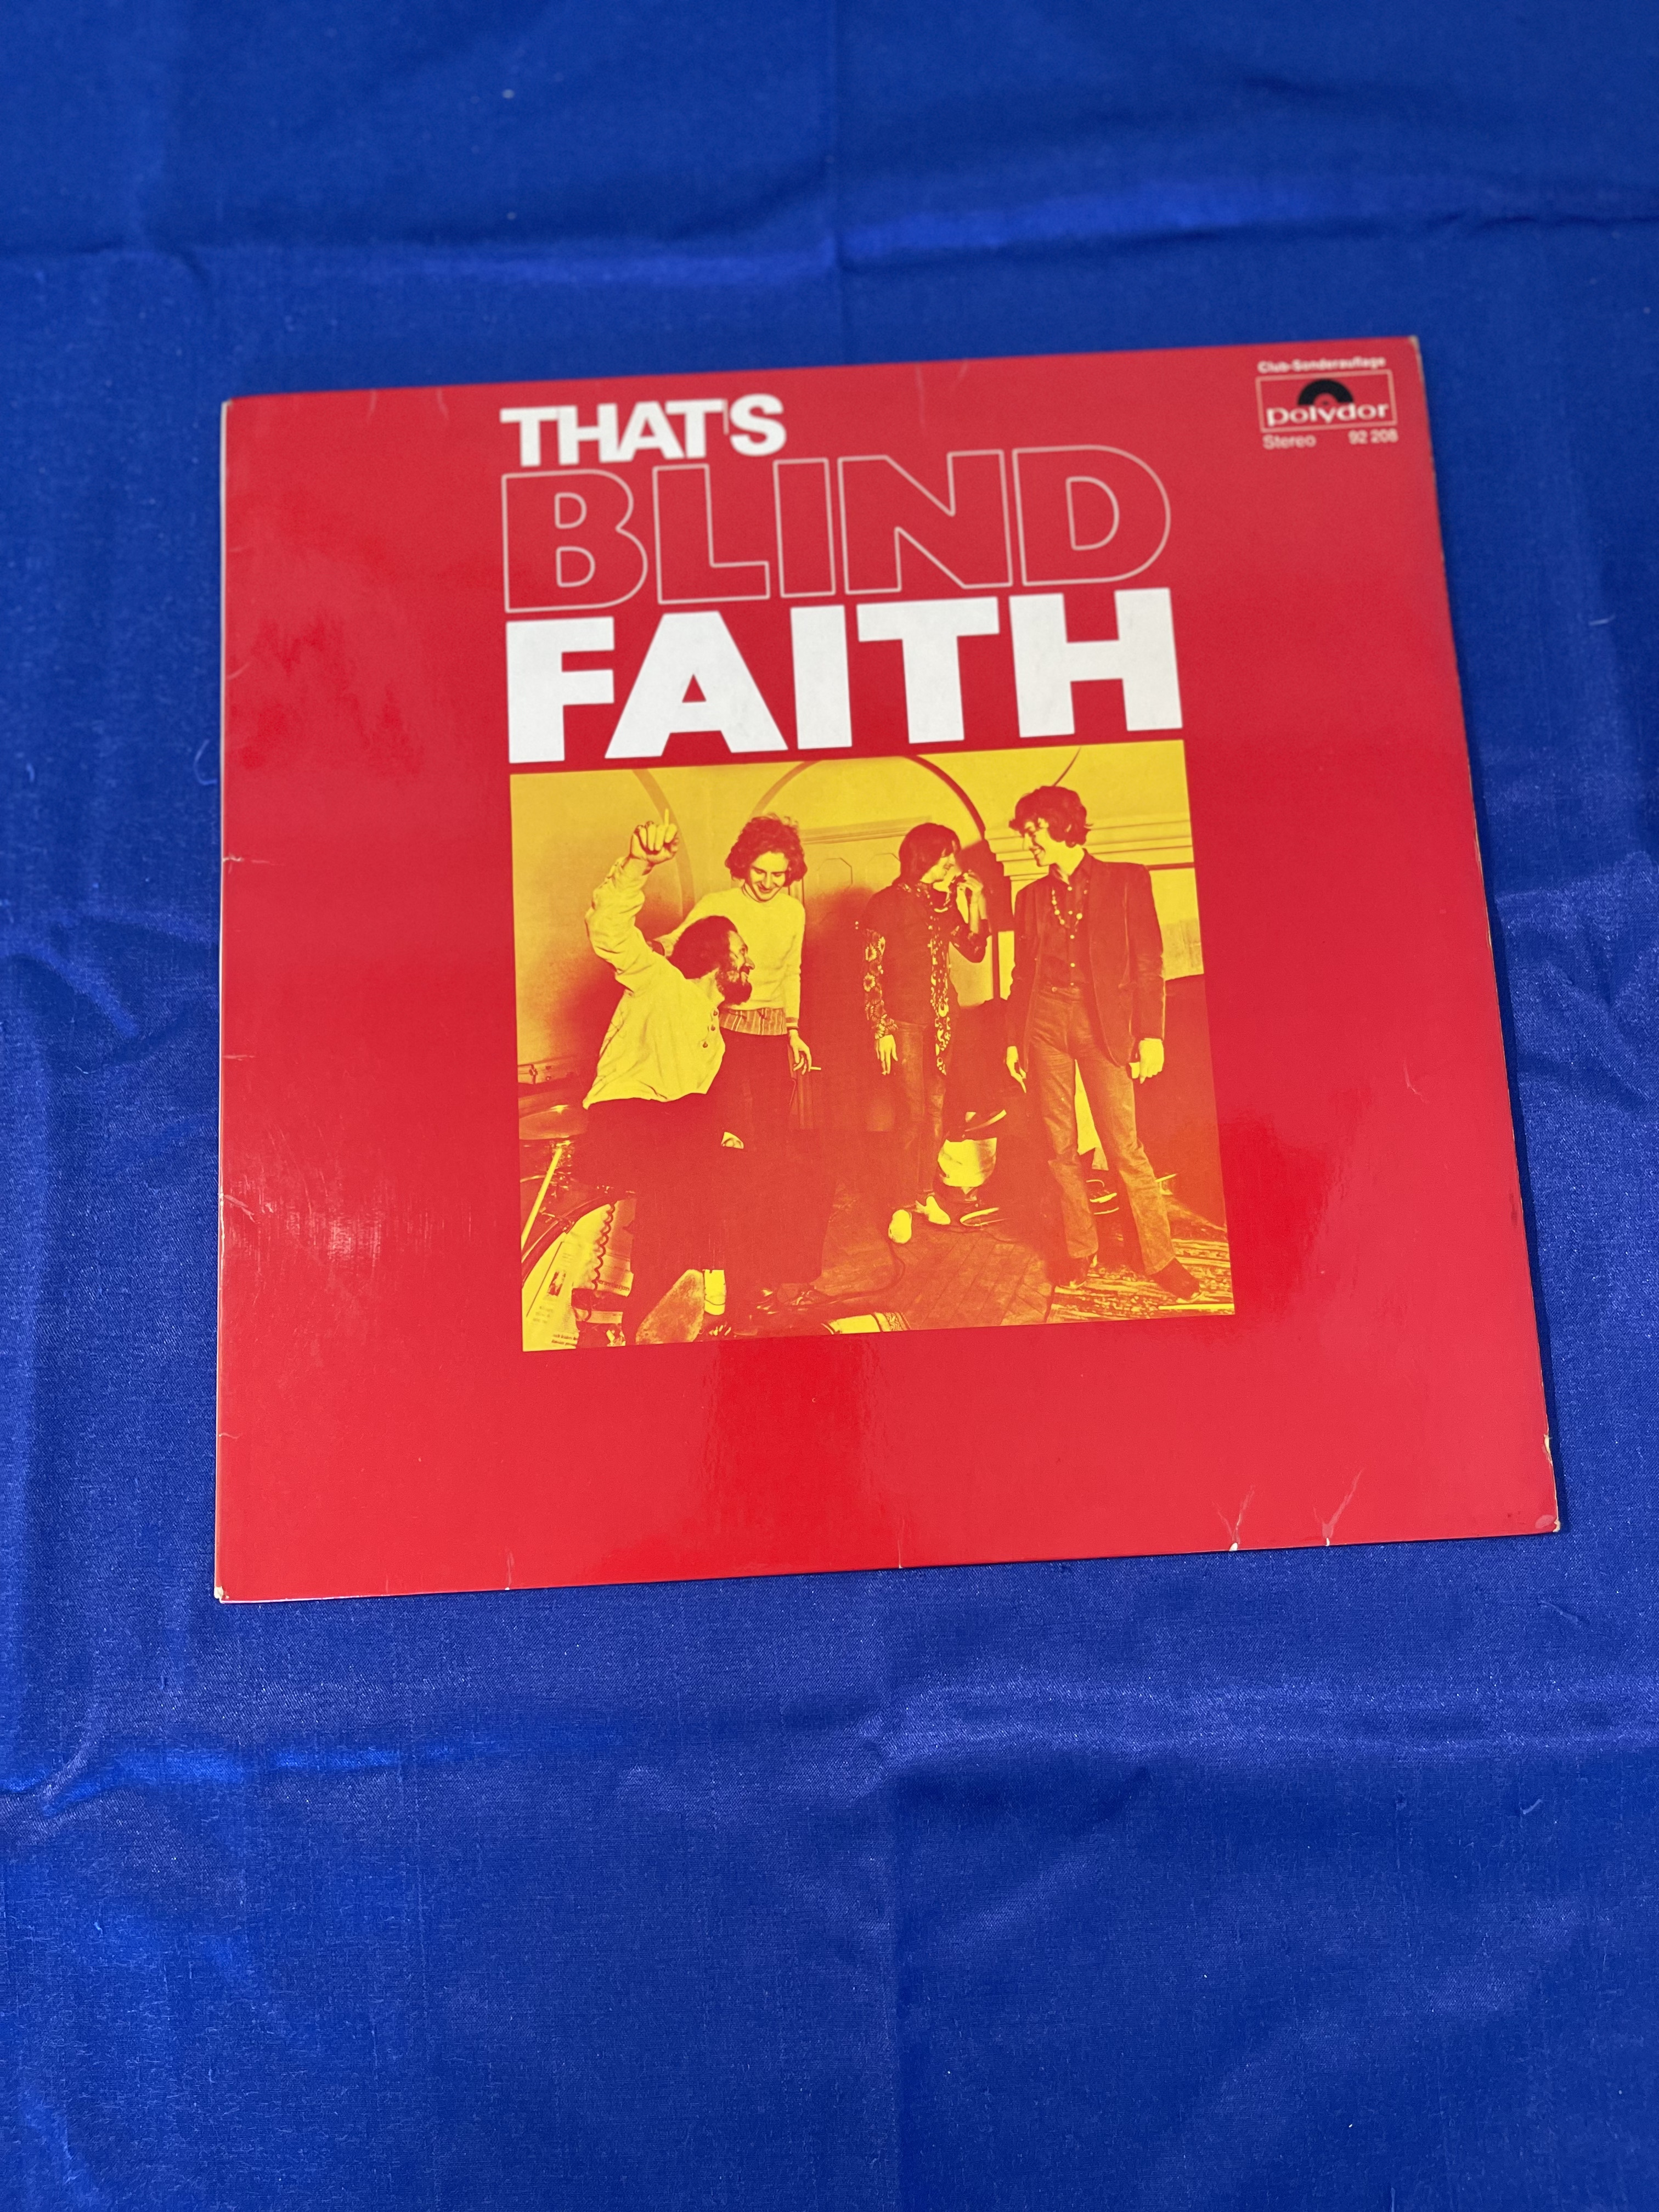 Club-Sonderauflage
polydor
Stereo 92 208
THAT'S
BLIND
FAITH